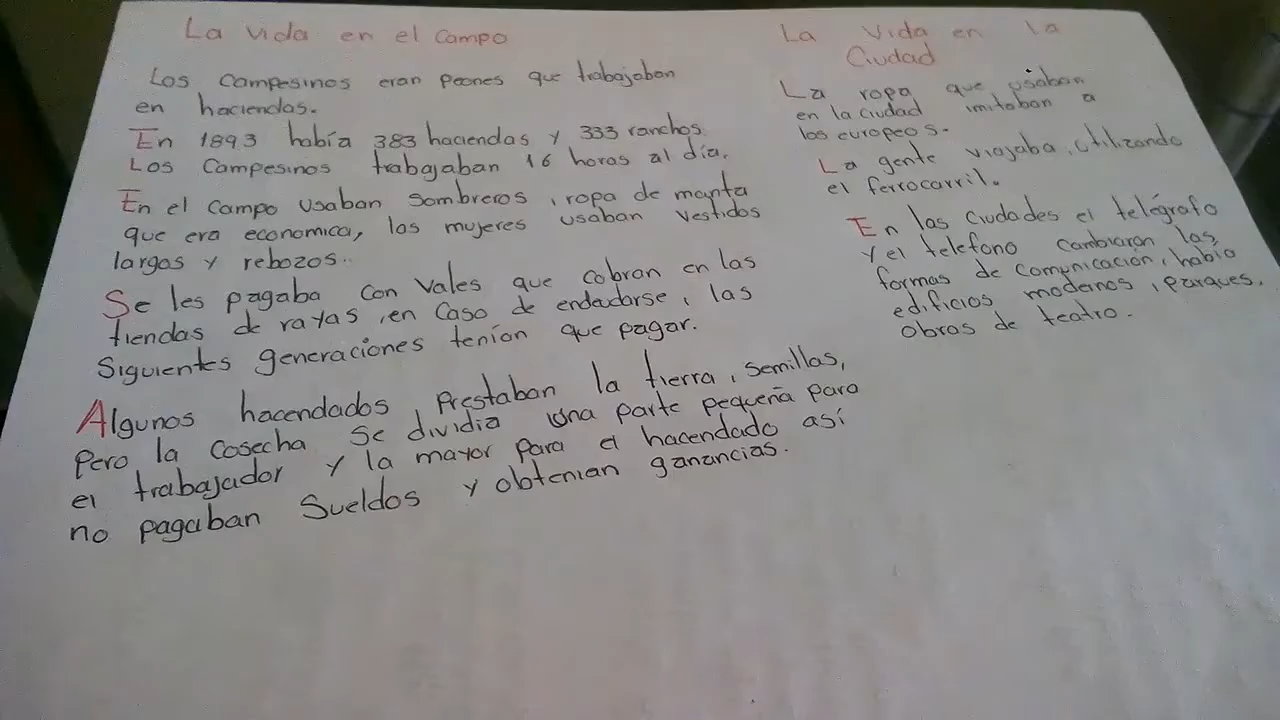 La vida en el campo
Los campesinos eran peones que trabajaban
en haciendas.
En 1893 había 383 haciendas y 333 ranchos.
Los campesinos trabajaban 16 horas al día.
En el campo usaban sombreros, ropa de manta
que era economica, las mujeres usaban vestidos
largos y rebozos.
Se les pagaba con vales que cobran en las
tiendas de rayas, en caso de endadarse, las
siguientes generaciones tenían que pagar.
Algunos hacendados prestaban la tierra, semillas,
pero la cosecha se dividia una parte pequeña para
el trabajador y la mayor para el hacendado así
no pagaban sueldos y obtenian ganancias.
La vida en la
Ciudad
La ropa que usaban
en la ciudad imitaban a
los europeos.
La gente viajaba, utilizando
el ferrocarril.
En las ciudades el telégrafo
y el telefono cambiaron las
formas de comunicación, había
edificios modernos, parques,
obras de teatro.